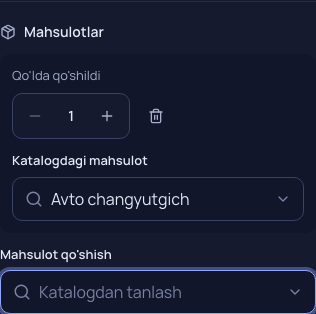 Mahsulotlar
Qo'lda qo'shildi
1
Katalogdagi mahsulot
Avto changyutgich
Mahsulot qo'shish
Katalogdan tanlash